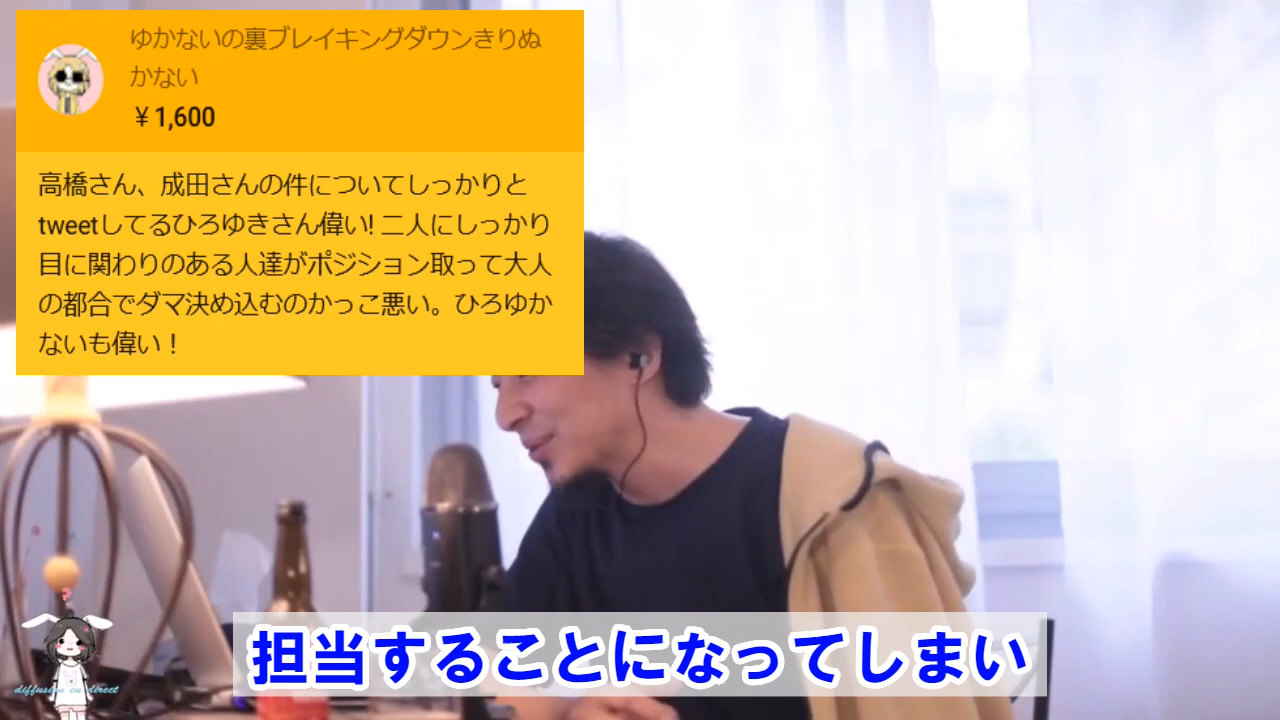 ゆかないの裏ブレイキングダウンきりぬ
かない
￥1,600
高橋さん、成田さんの件についてしっかりと
tweetしてるひろゆきさん偉い! 二人にしっかり
目に関わりのある人達がポジション取って大人
の都合でダマ決め込むのかっこ悪い。ひろゆか
ないも偉い！
担当することになってしまい
diffusion en direct